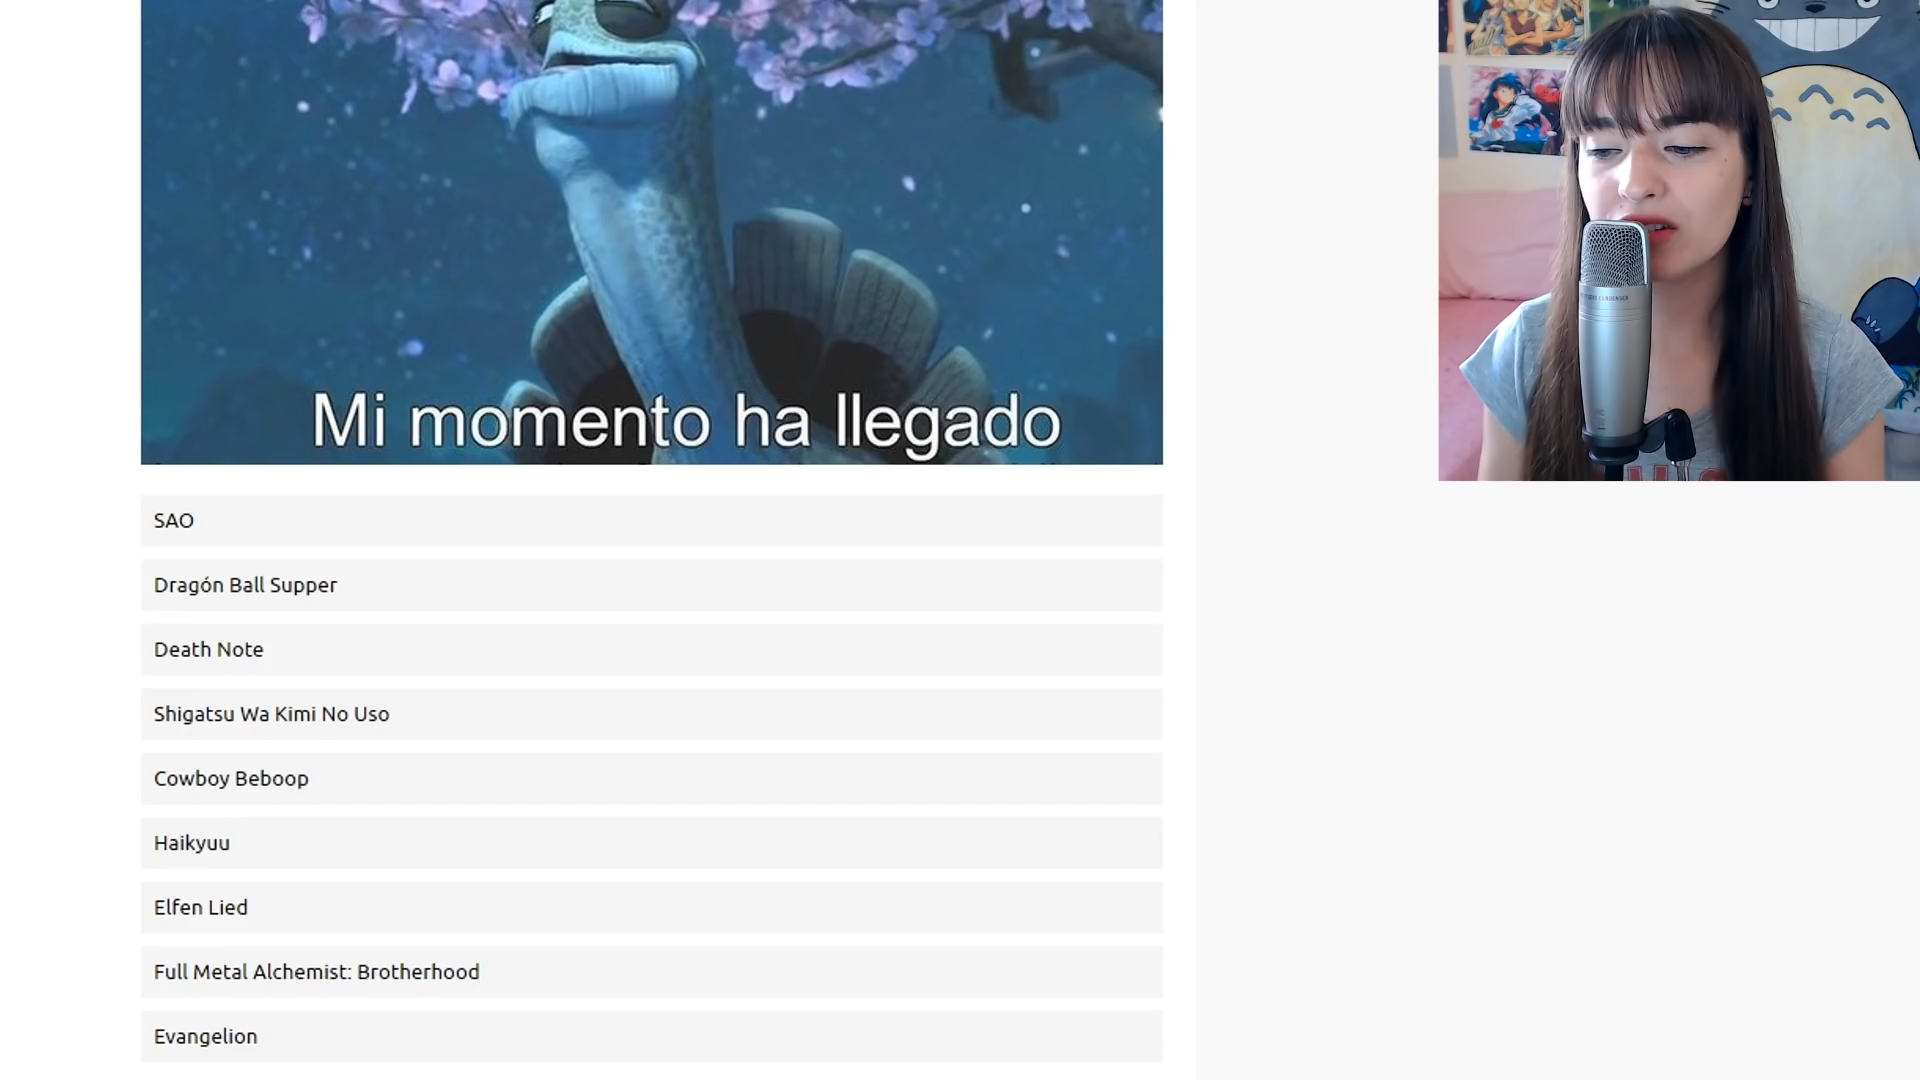 Mi momento ha llegado
SAO
Dragón Ball Supper
Death Note
Shigatsu Wa Kimi No Uso
Cowboy Beboop
Haikyuu
Elfen Lied
Full Metal Alchemist: Brotherhood
Evangelion